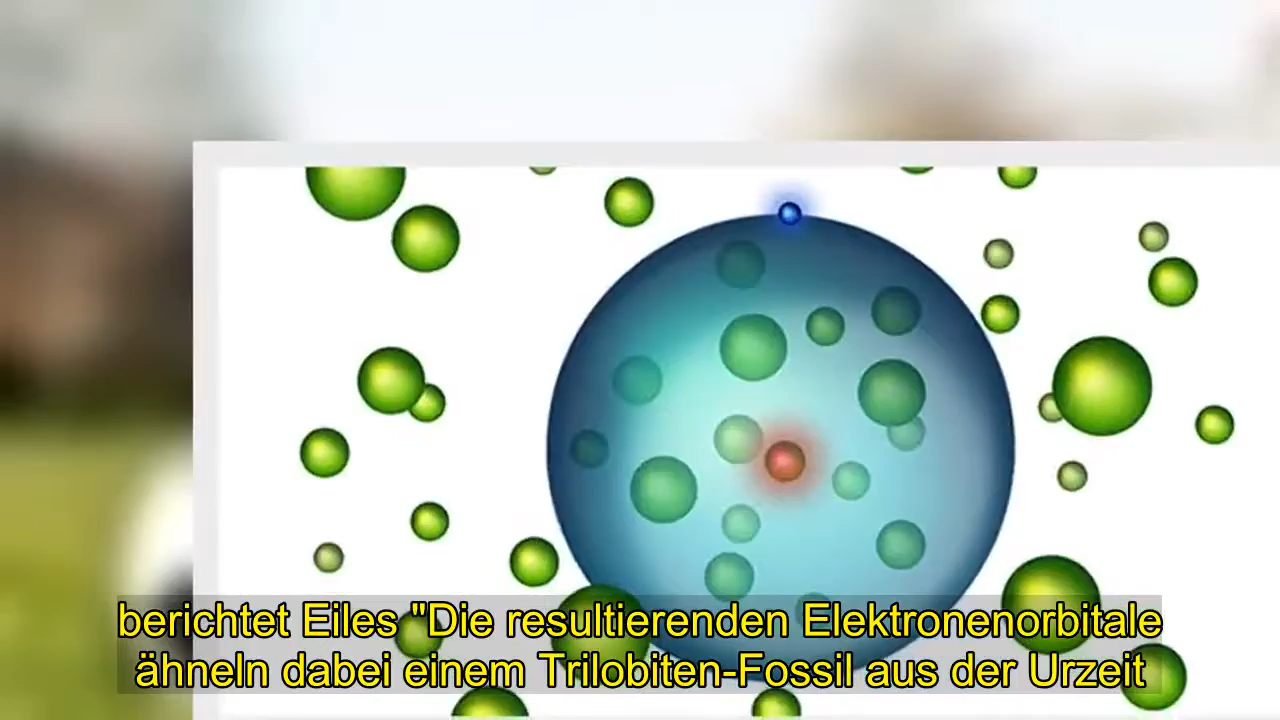 berichtet Eiles "Die resultierenden Elektronenorbitale
ähneln dabei einem Trilobiten-Fossil aus der Urzeit